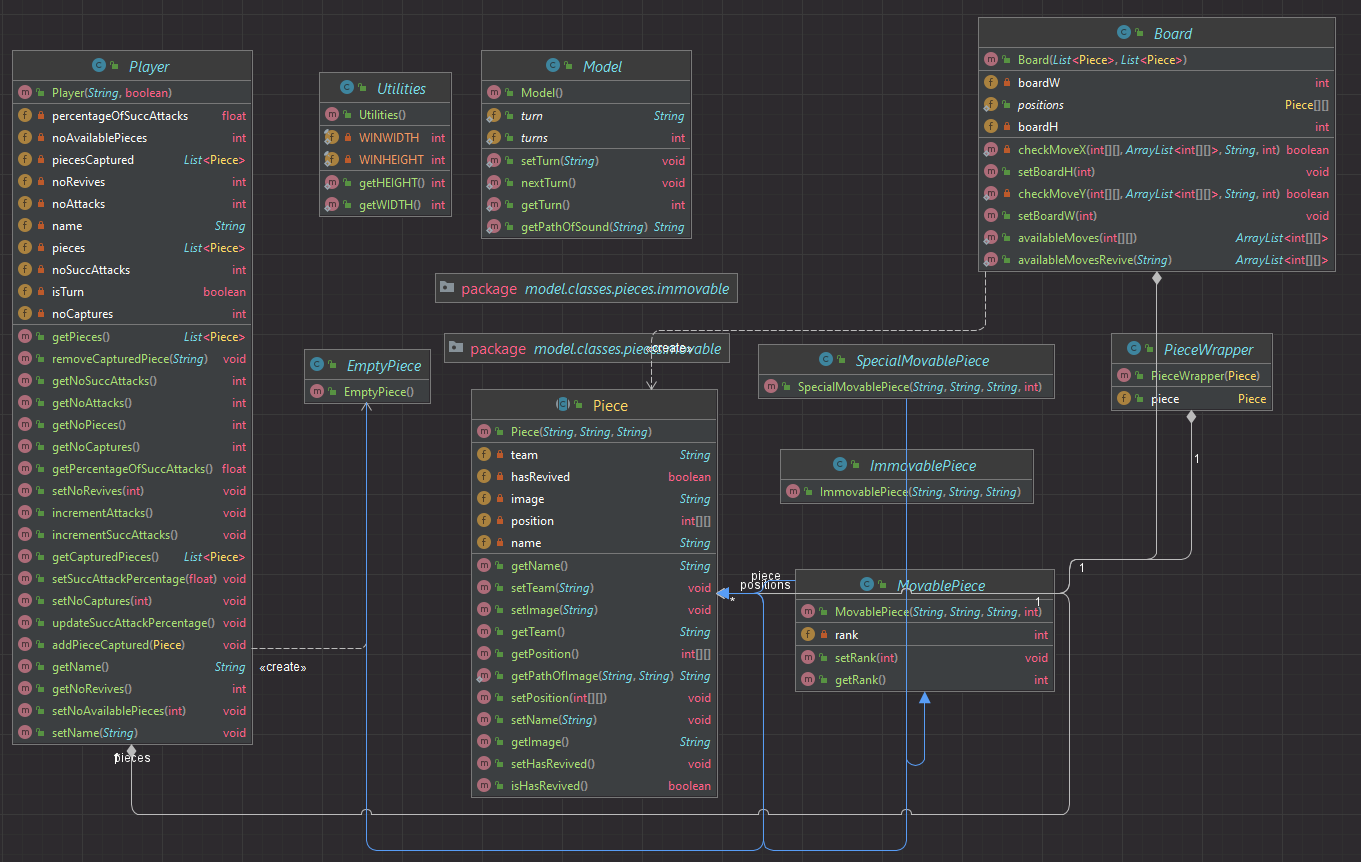 Player
Player(String, boolean)
percentageOfSuccAttacks float
noAvailablePieces int
piecesCaptured List<Piece>
noRevives int
noAttacks int
name String
pieces List<Piece>
noSuccAttacks int
isTurn boolean
noCaptures int
getPieces() List<Piece>
removeCapturedPiece(String) void
getNoSuccAttacks() int
getNoAttacks() int
getNoPieces() int
getNoCaptures() int
getPercentageOfSuccAttacks() float
setNoRevives(int) void
incrementAttacks() void
incrementSuccAttacks() void
getCapturedPieces() List<Piece>
setSuccAttackPercentage(float) void
setNoCaptures(int) void
updateSuccAttackPercentage() void
addPieceCaptured(Piece) void
getName() String
getNoRevives() int
setNoAvailablePieces(int) void
setName(String) void
pieces
«create»
Utilities
Utilities()
WINWIDTH int
WINHEIGHT int
getHEIGHT() int
getWIDTH() int
Model
Model()
turn String
turns int
setTurn(String) void
nextTurn() void
getTurn() int
getPathOfSound(String) String
Board
Board(List<Piece>, List<Piece>)
boardW int
positions Piece[][]
boardH int
checkMoveX(int[][], ArrayList<int[][]>, String, int) boolean
setBoardH(int) void
checkMoveY(int[][], ArrayList<int[][]>, String, int) boolean
setBoardW(int) void
availableMoves(int[][]) ArrayList<int[][]>
availableMovesRevive(String) ArrayList<int[][]>
package model.classes.pieces.immovable
package model.classes.pieces.movable
«create»
EmptyPiece
EmptyPiece()
Piece
Piece(String, String, String)
team String
hasRevived boolean
image String
position int[][]
name String
getName() String
setTeam(String) void
setImage(String) void
getTeam() String
getPosition() int[][]
getPathOfImage(String, String) String
setPosition(int[][]) void
setName(String) void
getImage() String
setHasRevived() void
isHasRevived() boolean
SpecialMovablePiece
SpecialMovablePiece(String, String, String, int)
PieceWrapper
PieceWrapper(Piece)
piece Piece
1
ImmovablePiece
ImmovablePiece(String, String, String)
1
piece
positions
*
MovablePiece
MovablePiece(String, String, String, int)
1
rank int
setRank(int) void
getRank() int